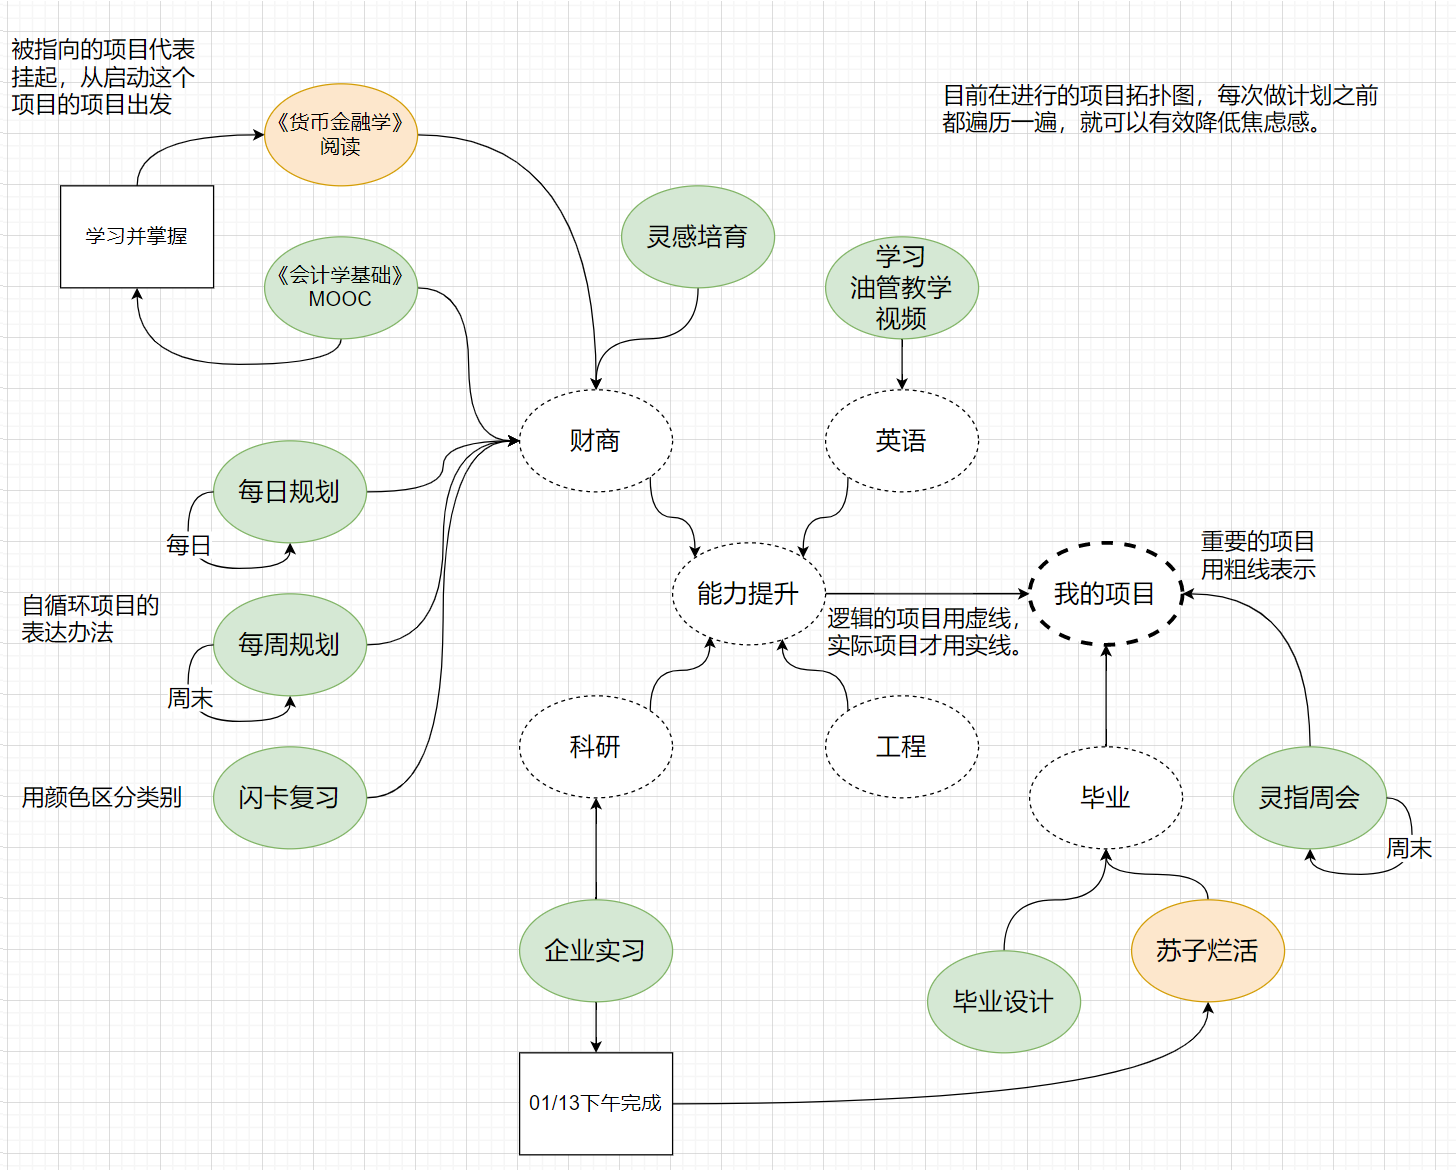 被指向的项目代表
挂起，从启动这个
项目的项目出发
目前在进行的项目拓扑图，每次做计划之前
都遍历一遍，就可以有效降低焦虑感。
《货币金融学》
阅读
学习并掌握
《会计学基础》
MOOC
灵感培育
学习
油管教学
视频
财商
英语
每日规划
每日
自循环项目的
表达办法
每周规划
周末
能力提升
逻辑的项目用虚线，
实际项目才用实线。
我的项目
重要的项目
用粗线表示
用颜色区分类别
闪卡复习
科研
工程
毕业
灵指周会
周末
企业实习
毕业设计
苏子烂活
01/13下午完成